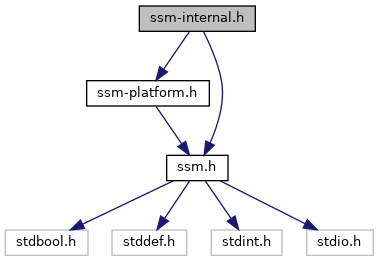 ssm-internal.h
ssm-platform.h
ssm.h
stdbool.h
stddef.h
stdint.h
stdio.h